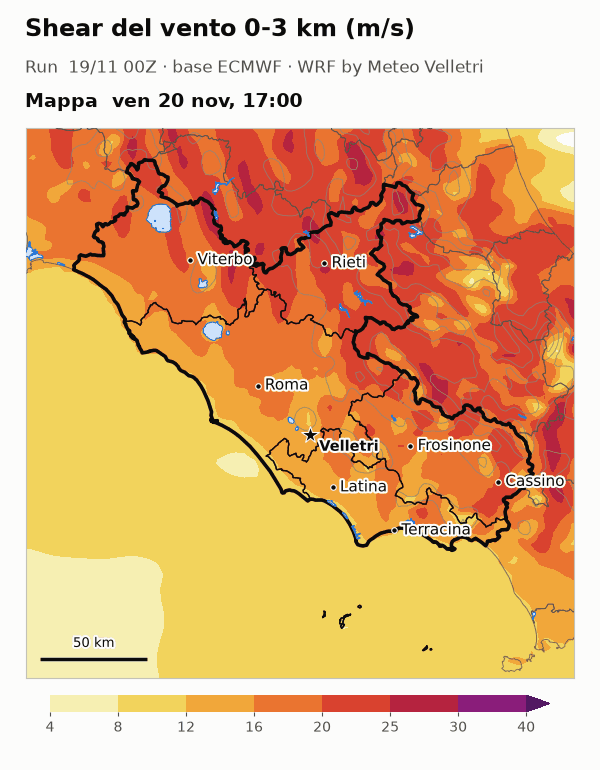 Shear del vento 0-3 km (m/s)
Run 19/11 00Z · base ECMWF · WRF by Meteo Velletri
Mappa ven 20 nov, 17:00
Viterbo
Rieti
Roma
Velletri
Frosinone
Cassino
Latina
Terracina
50 km
4 8 12 16 20 25 30 40